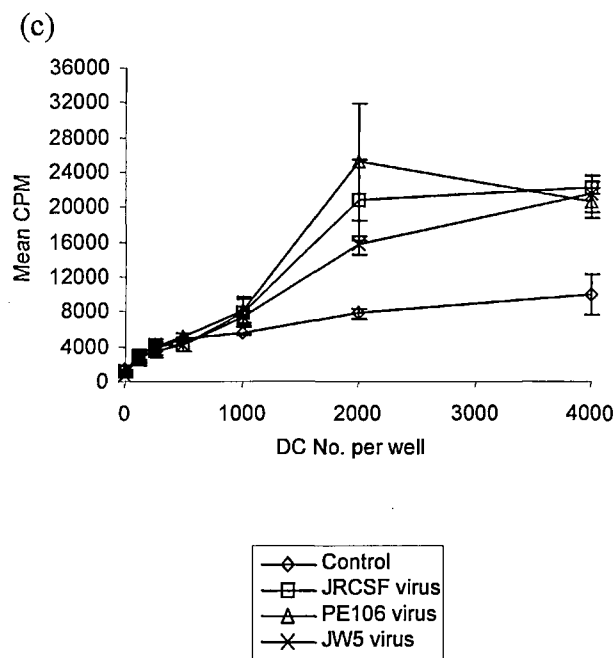 (c)
36000
32000
28000
24000
20000
16000
12000
8000
4000
0
Mean CPM
0 1000 2000 3000 4000
DC No. per well
Control
JRCSF virus
PE106 virus
JW5 virus